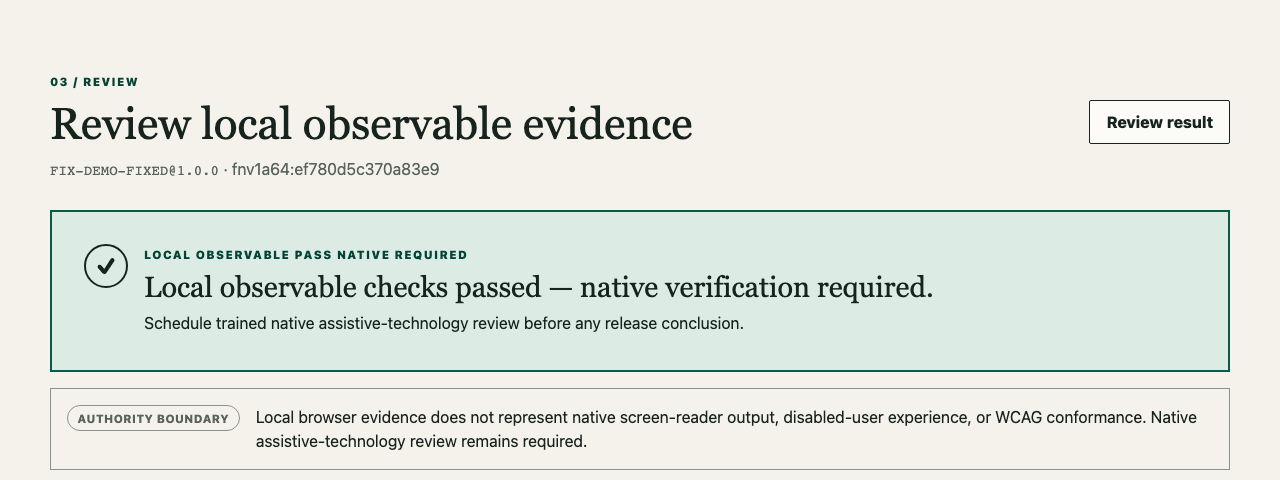 03 / REVIEW
Review local observable evidence
Review result
FIX-DEMO-FIXED@1.0.0 · fnv1a64:ef780d5c370a83e9
LOCAL OBSERVABLE PASS NATIVE REQUIRED
Local observable checks passed — native verification required.
Schedule trained native assistive-technology review before any release conclusion.
AUTHORITY BOUNDARY
Local browser evidence does not represent native screen-reader output, disabled-user experience, or WCAG conformance. Native
assistive-technology review remains required.